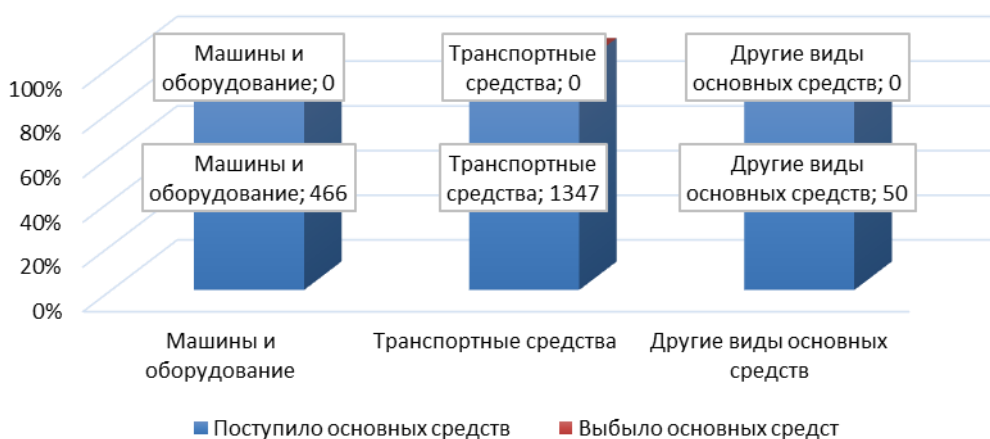 Машины и
оборудование; 0
Транспортные
средства; 0
Другие виды
основных средств; 0
Машины и
оборудование; 466
Транспортные
средства; 1347
Другие виды
основных средств; 50
100%
80%
60%
40%
20%
0%
Машины и
оборудование
Транспортные средства
Другие виды основных
средств
Поступило основных средств
Выбыло основных средст